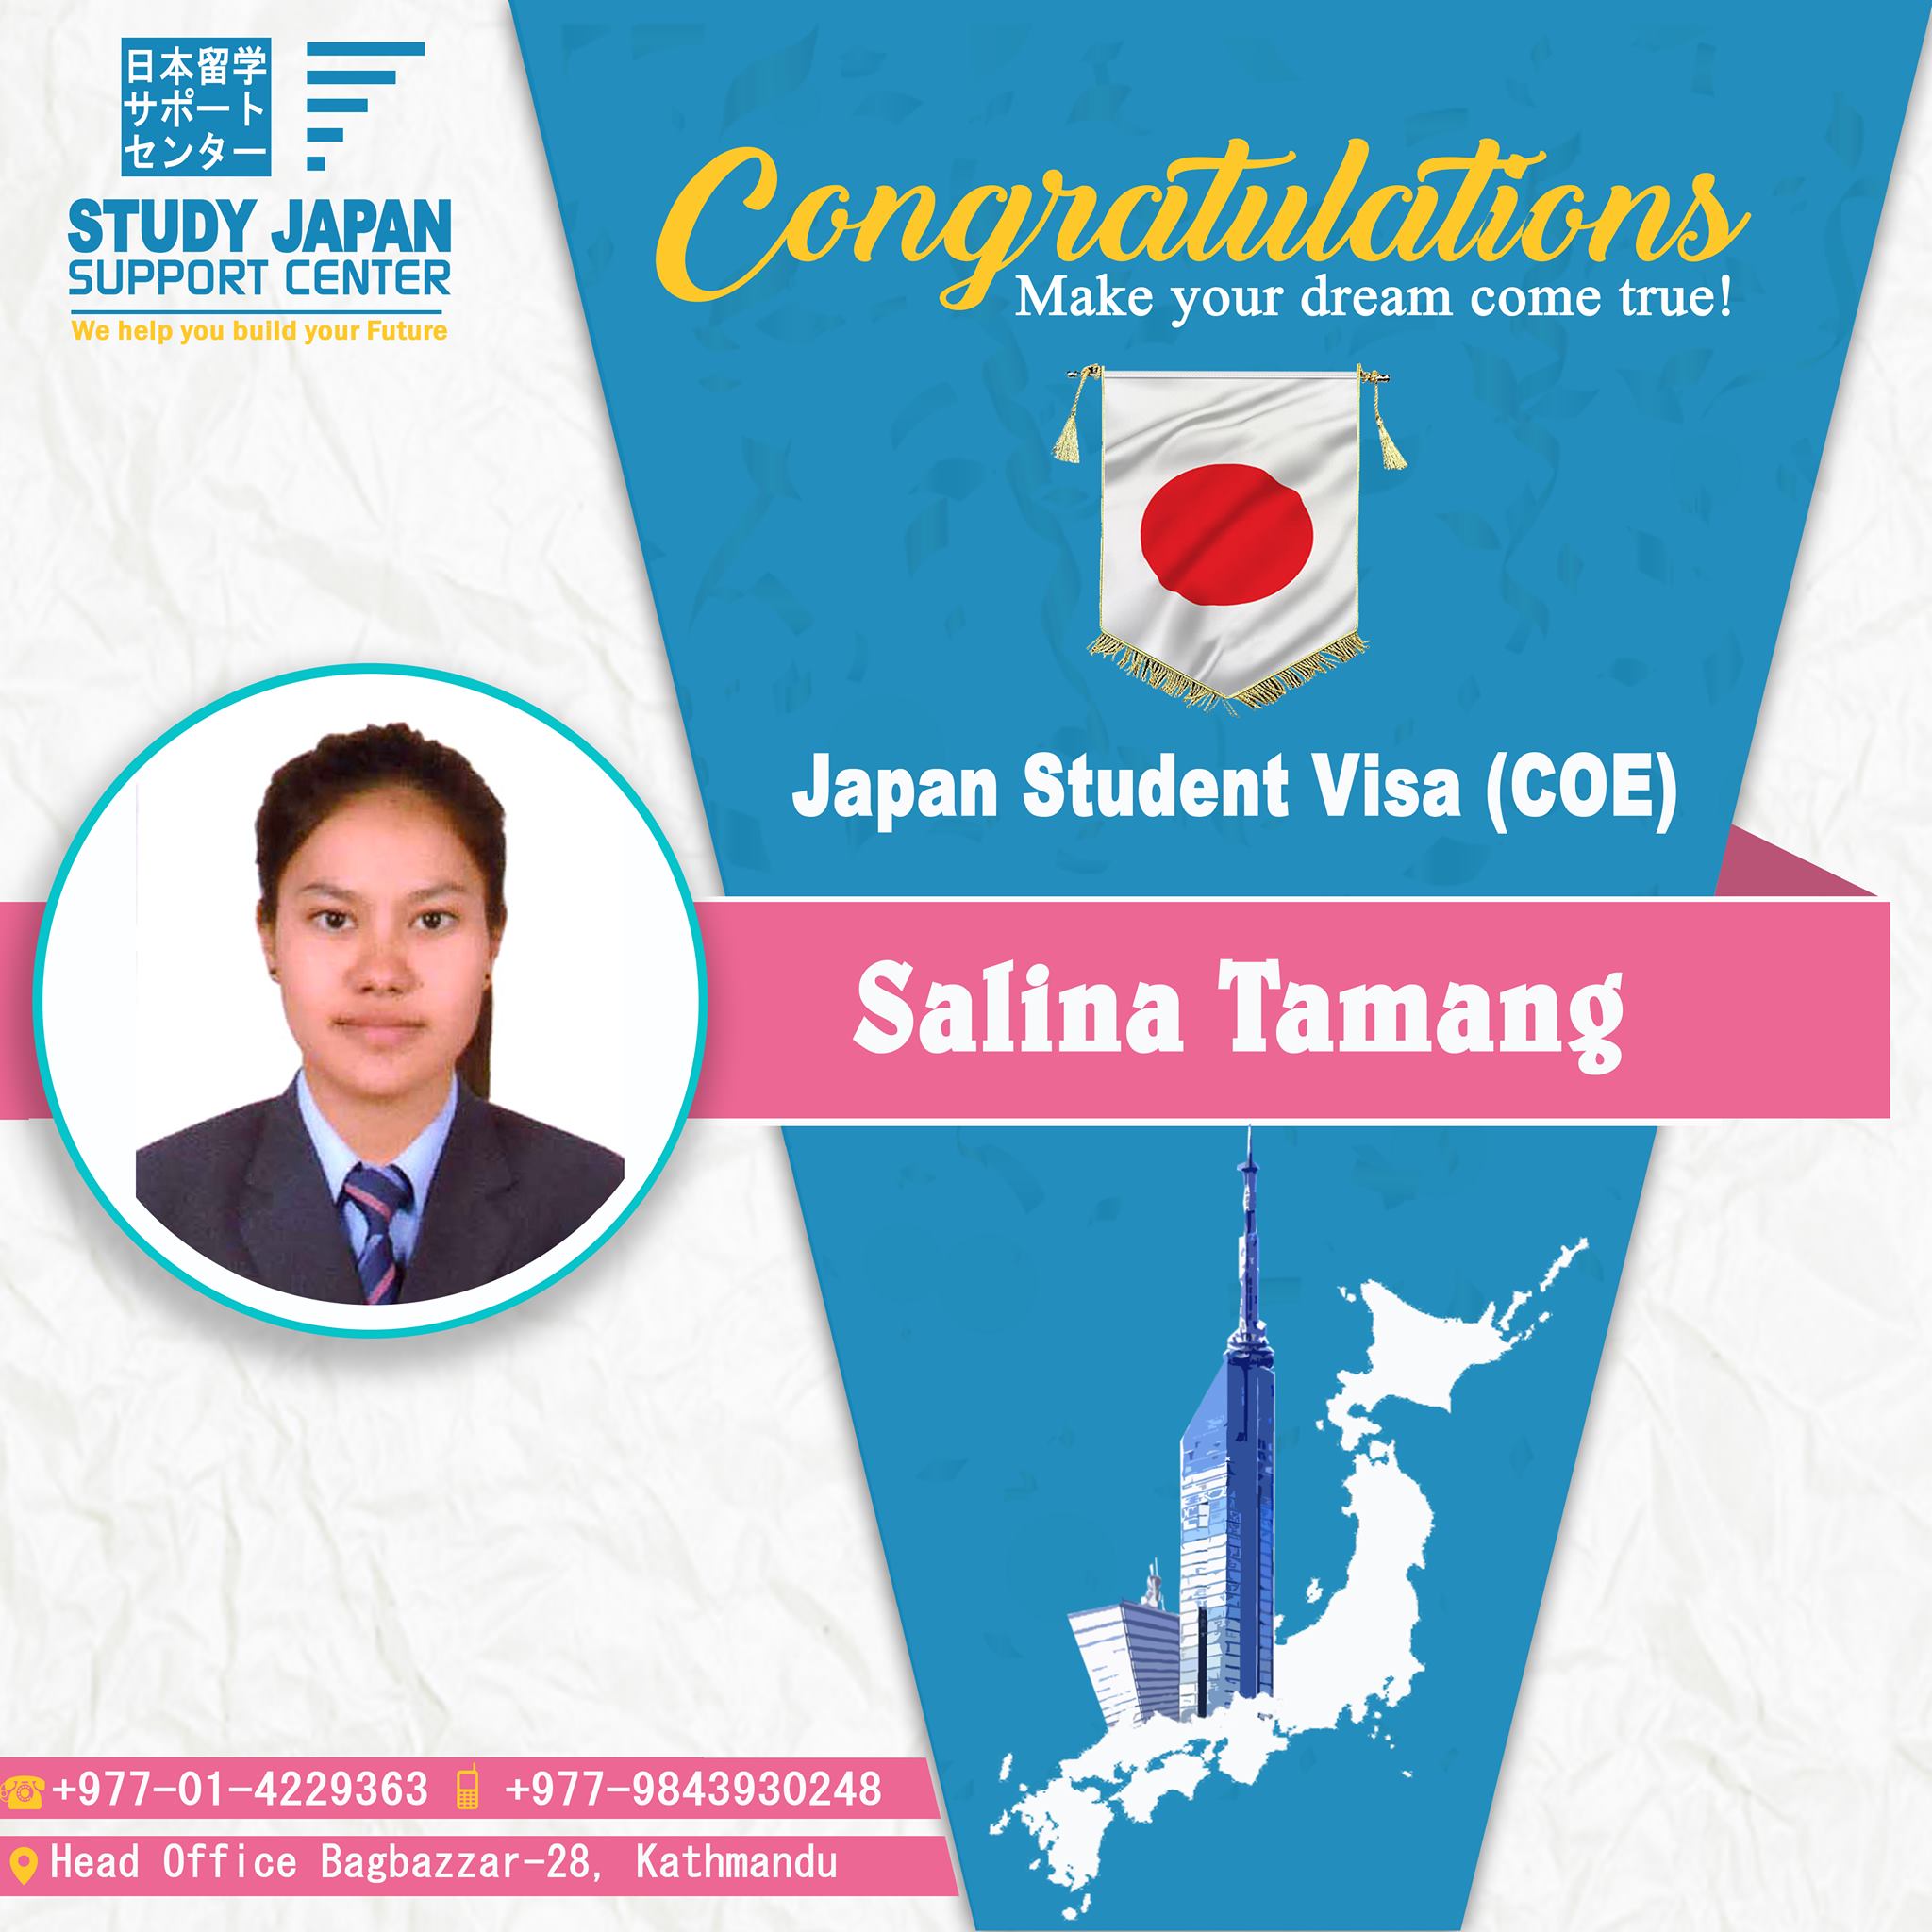 日本留学
サポート
センター
STUDY JAPAN
SUPPORT CENTER
We help you build your Future
Congratulations
Make your dream come true!
Japan Student Visa (COE)
Salina Tamang
+977-01-4229363 +977-9843930248
Head Office Bagbazzar-28, Kathmandu